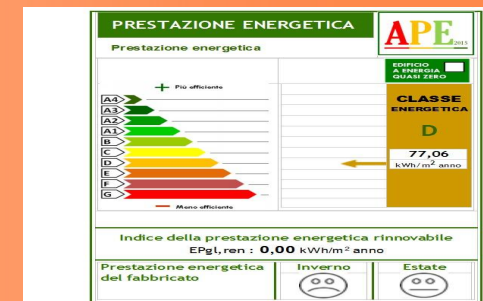 PRESTAZIONE ENERGETICA
APE 2015
Prestazione energetica
EDIFICIO
A ENERGIA
QUASI ZERO
Più efficiente
CLASSE
ENERGETICA
A4
A3
A2
A1
B
C
D
E
F
G
D
77,06
kWh/m² anno
Meno efficiente
Indice della prestazione energetica rinnovabile
EPgl,ren : 0,00 kWh/m² anno
Prestazione energetica
del fabbricato
Inverno
Estate